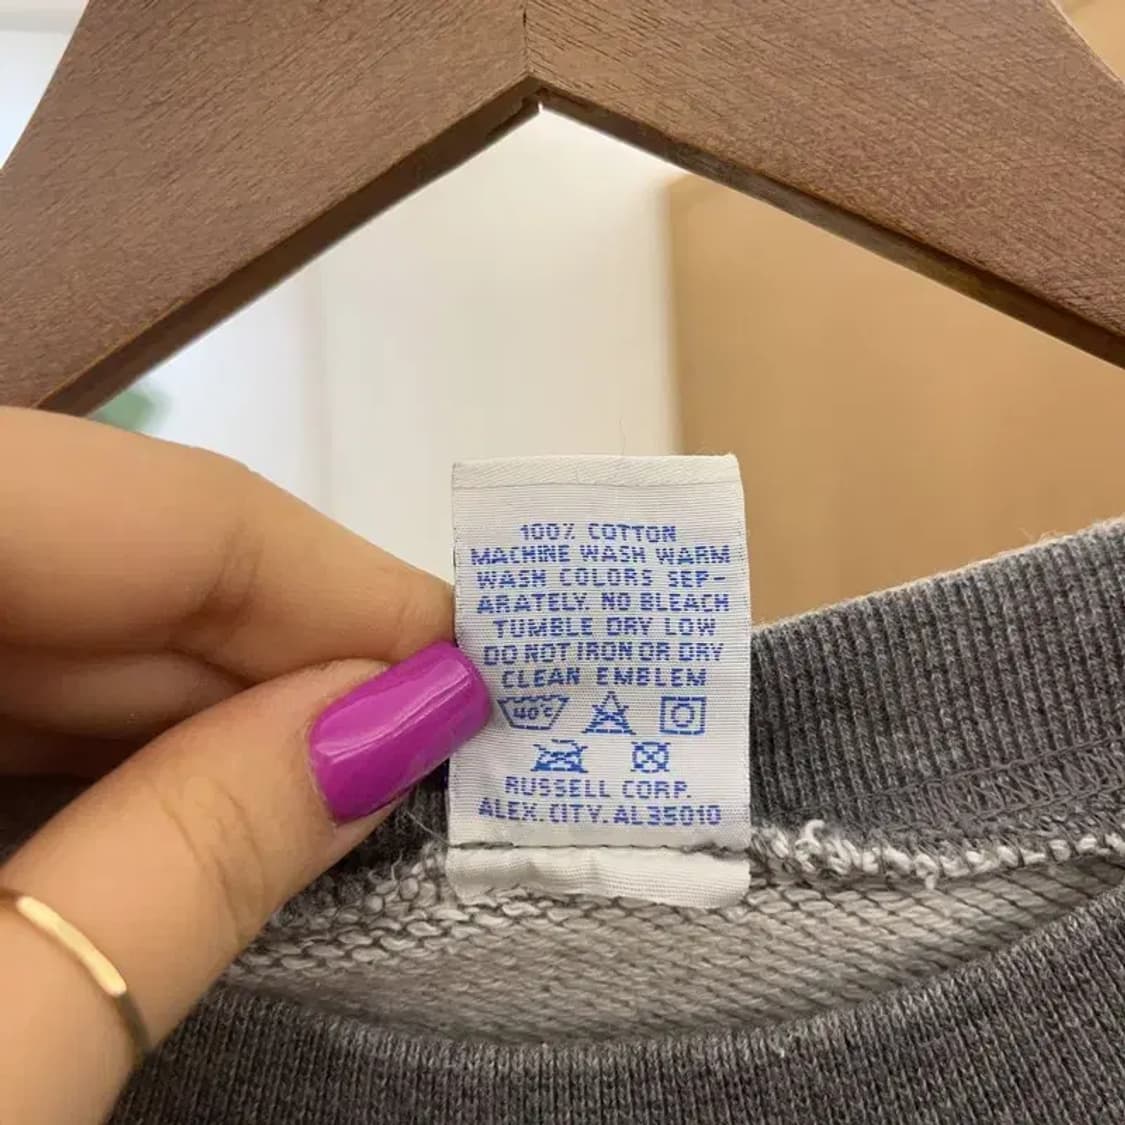 100% COTTON
MACHINE WASH WARM
WASH COLORS SEP-
ARATELY. NO BLEACH
TUMBLE DRY LOW
DO NOT IRON OR DRY
CLEAN EMBLEM
40°C
RUSSELL CORP.
ALEX. CITY. AL35010